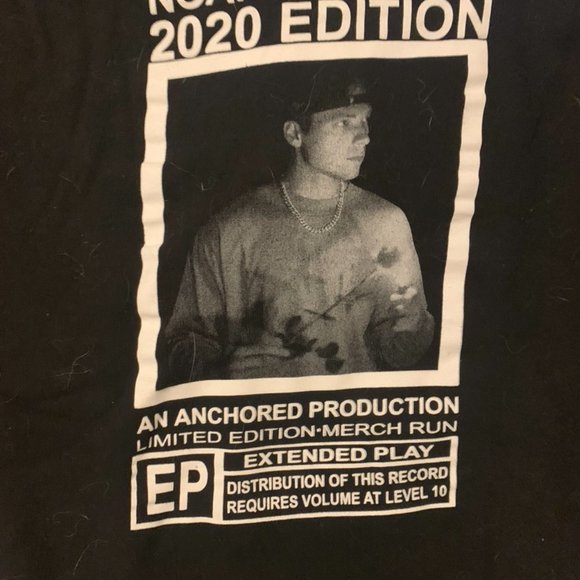 2020 EDITION
AN ANCHORED PRODUCTION
LIMITED EDITION•MERCH RUN
EP
EXTENDED PLAY
DISTRIBUTION OF THIS RECORD
REQUIRES VOLUME AT LEVEL 10